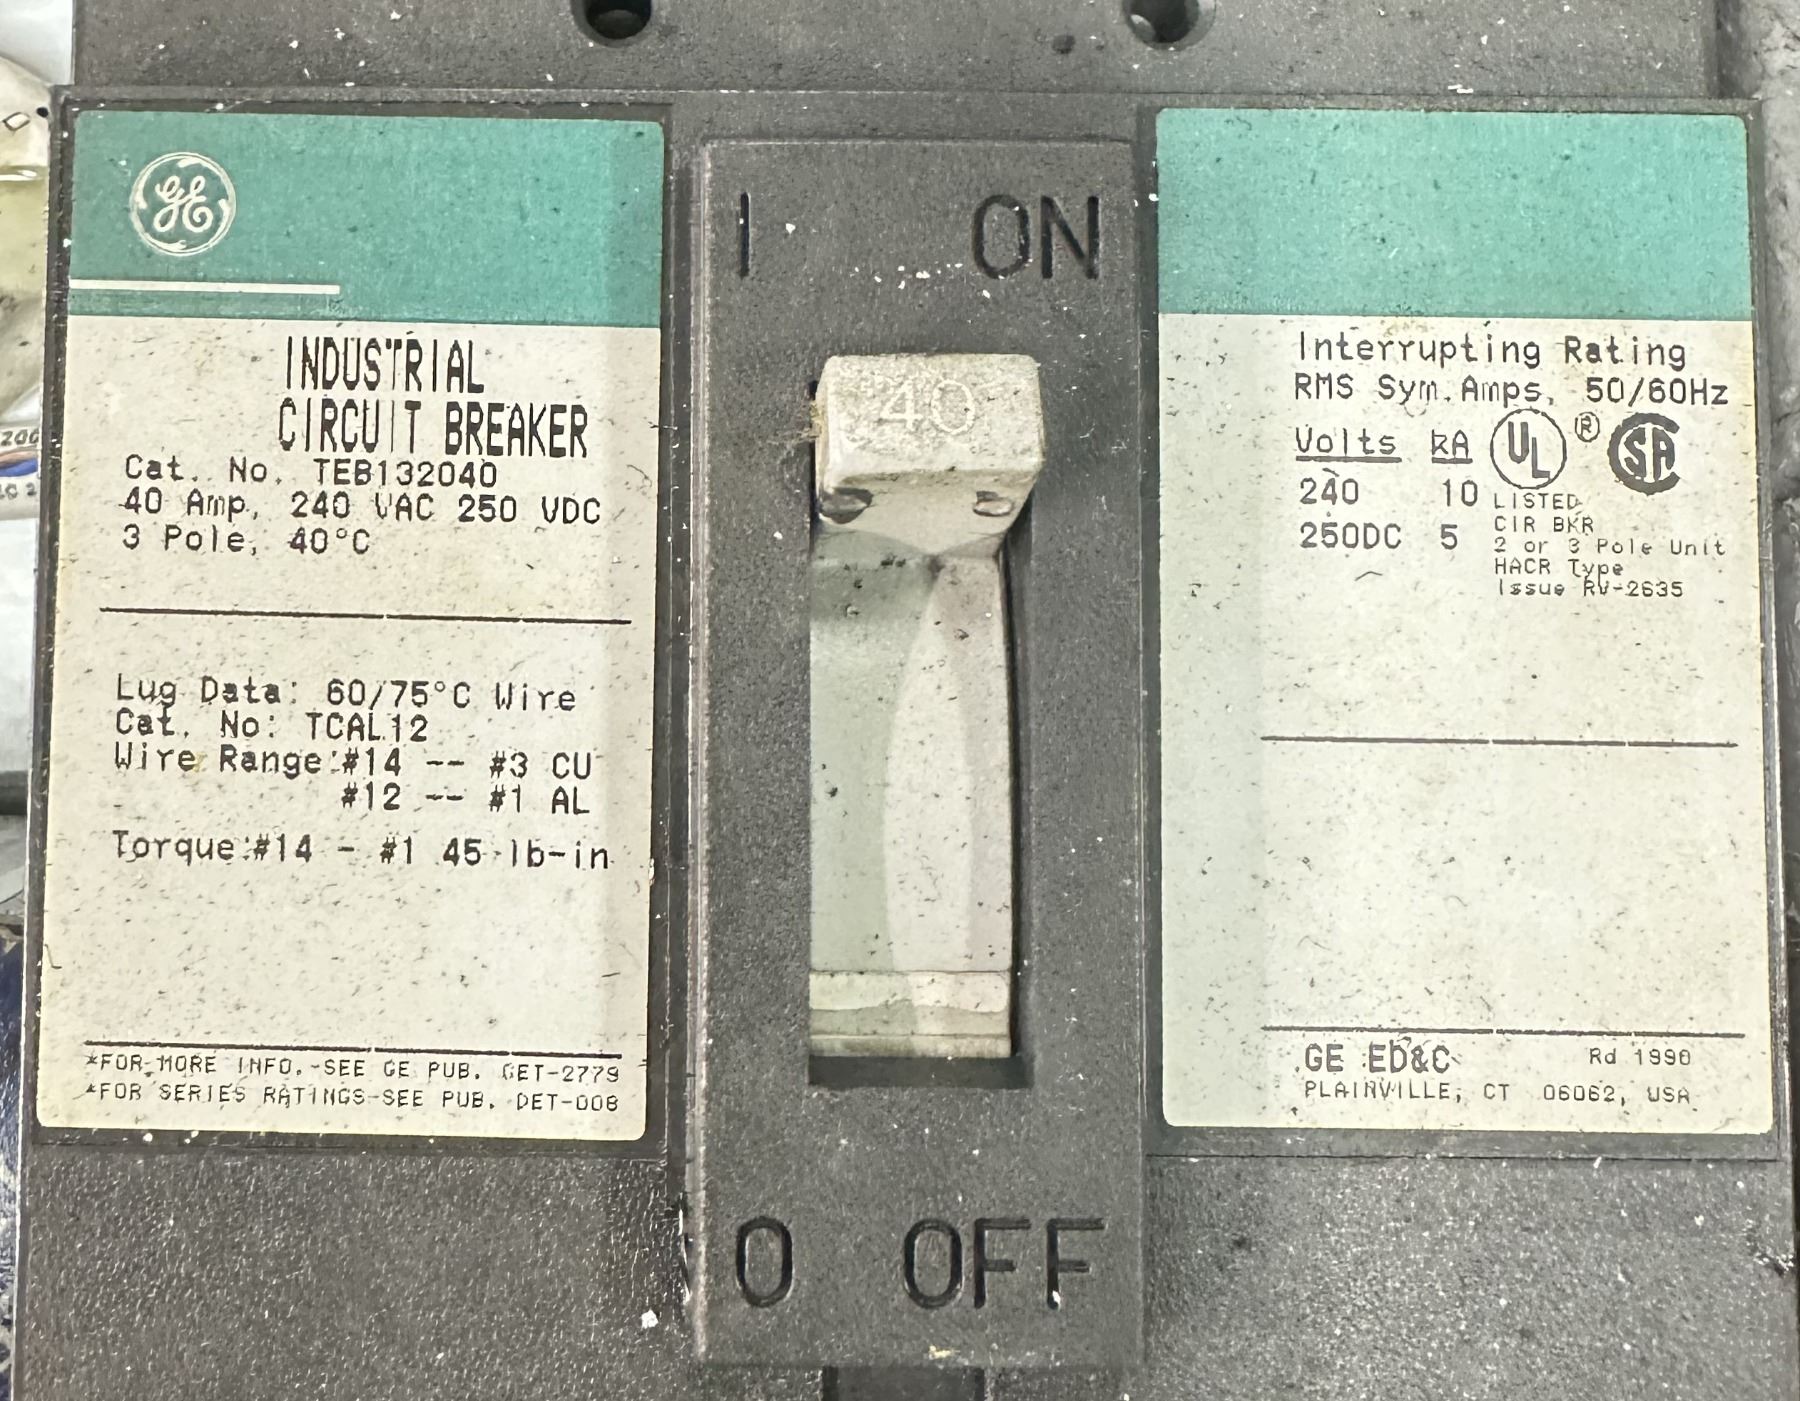 GE
INDUSTRIAL
CIRCUIT BREAKER
Cat. No. TEB132040
40 Amp, 240 VAC 250 VDC
3 Pole, 40°C
Lug Data: 60/75°C Wire
Cat. No: TCAL12
Wire Range:#14 -- #3 CU
#12 -- #1 AL
Torque:#14 - #1 45 lb-in
*FOR MORE INFO.-SEE GE PUB. GET-2779
*FOR SERIES RATINGS-SEE PUB. DET-008
I ON
40
O OFF
Interrupting Rating
RMS Sym. Amps, 50/60Hz
Volts kA
240 10
250DC 5
UL ® SA
LISTED
CIR BKR
2 or 3 Pole Unit
HACR Type
Issue RV-2635
GE ED&C Rd 1990
PLAINVILLE, CT 06062, USA